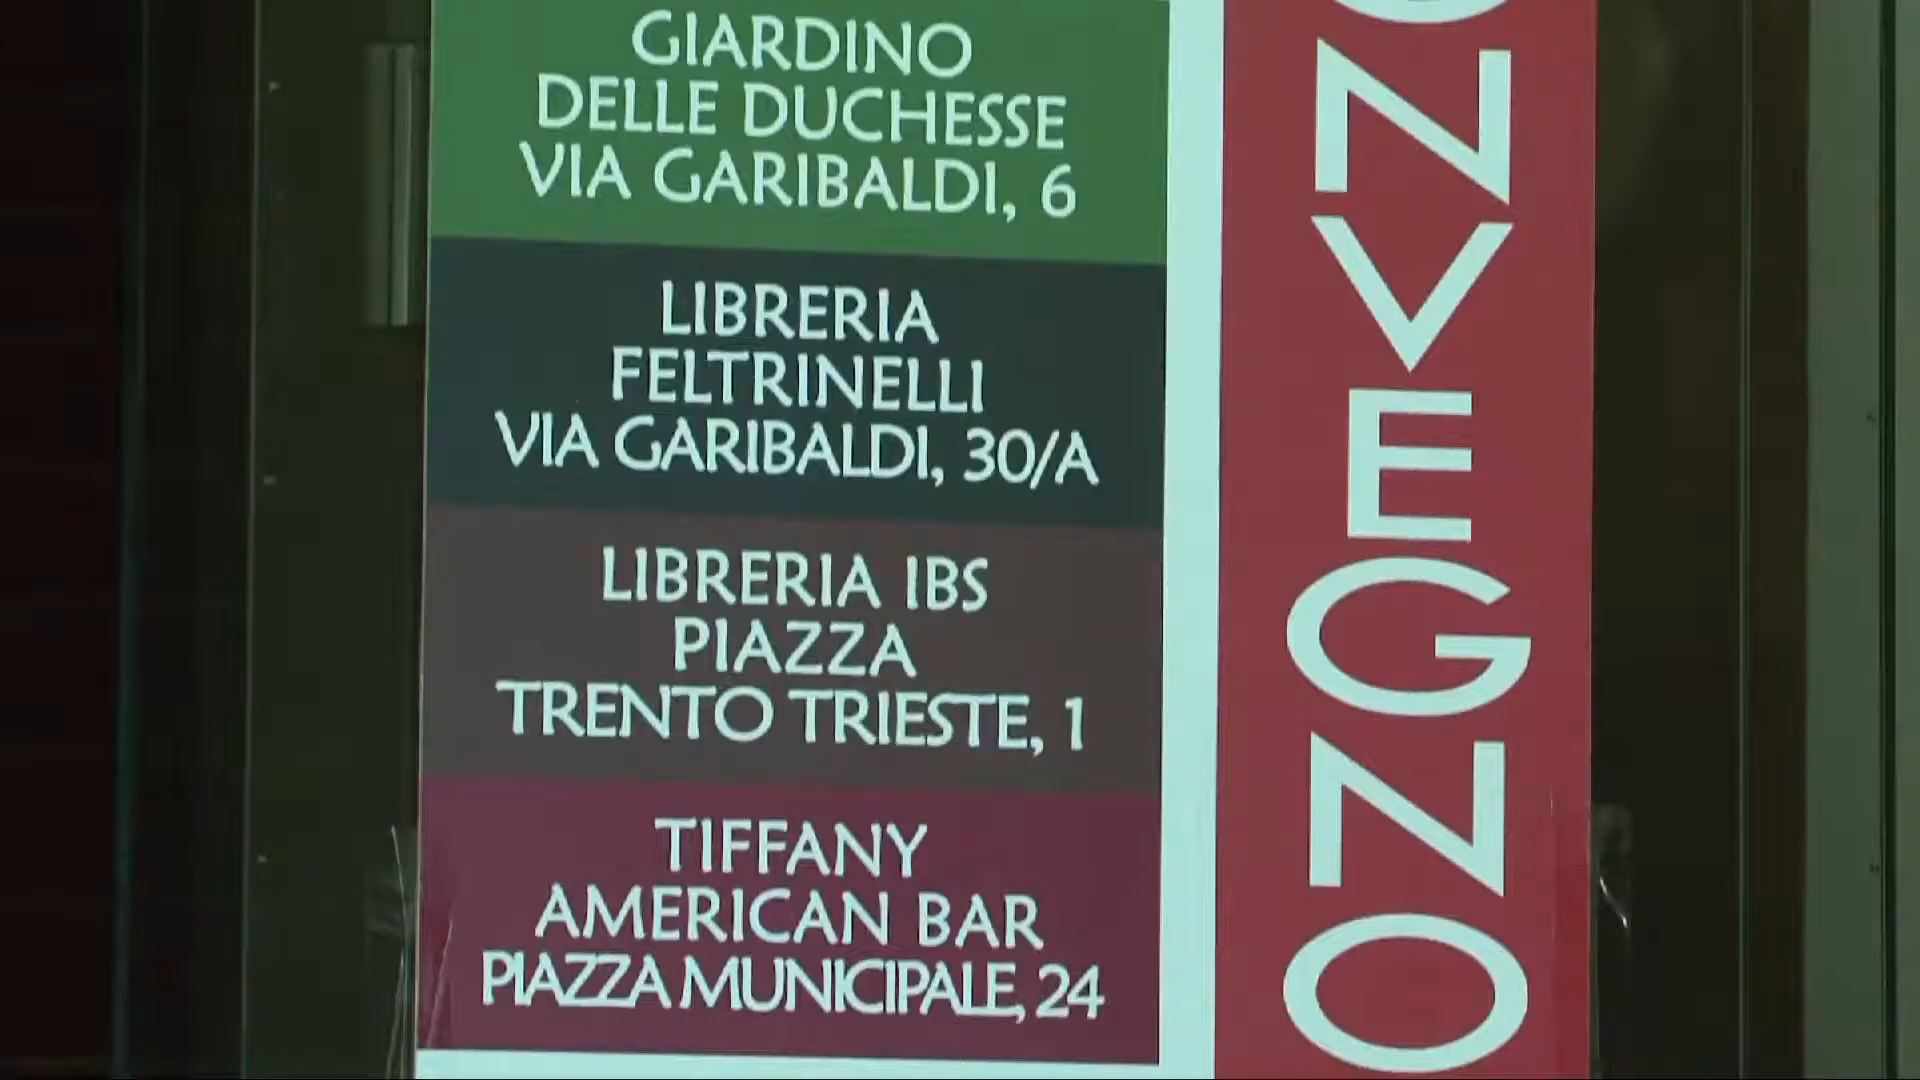 GIARDINO
DELLE DUCHESSE
VIA GARIBALDI, 6
LIBRERIA
FELTRINELLI
VIA GARIBALDI, 30/A
LIBRERIA IBS
PIAZZA
TRENTO TRIESTE, 1
TIFFANY
AMERICAN BAR
PIAZZA MUNICIPALE, 24
ONVEGNO